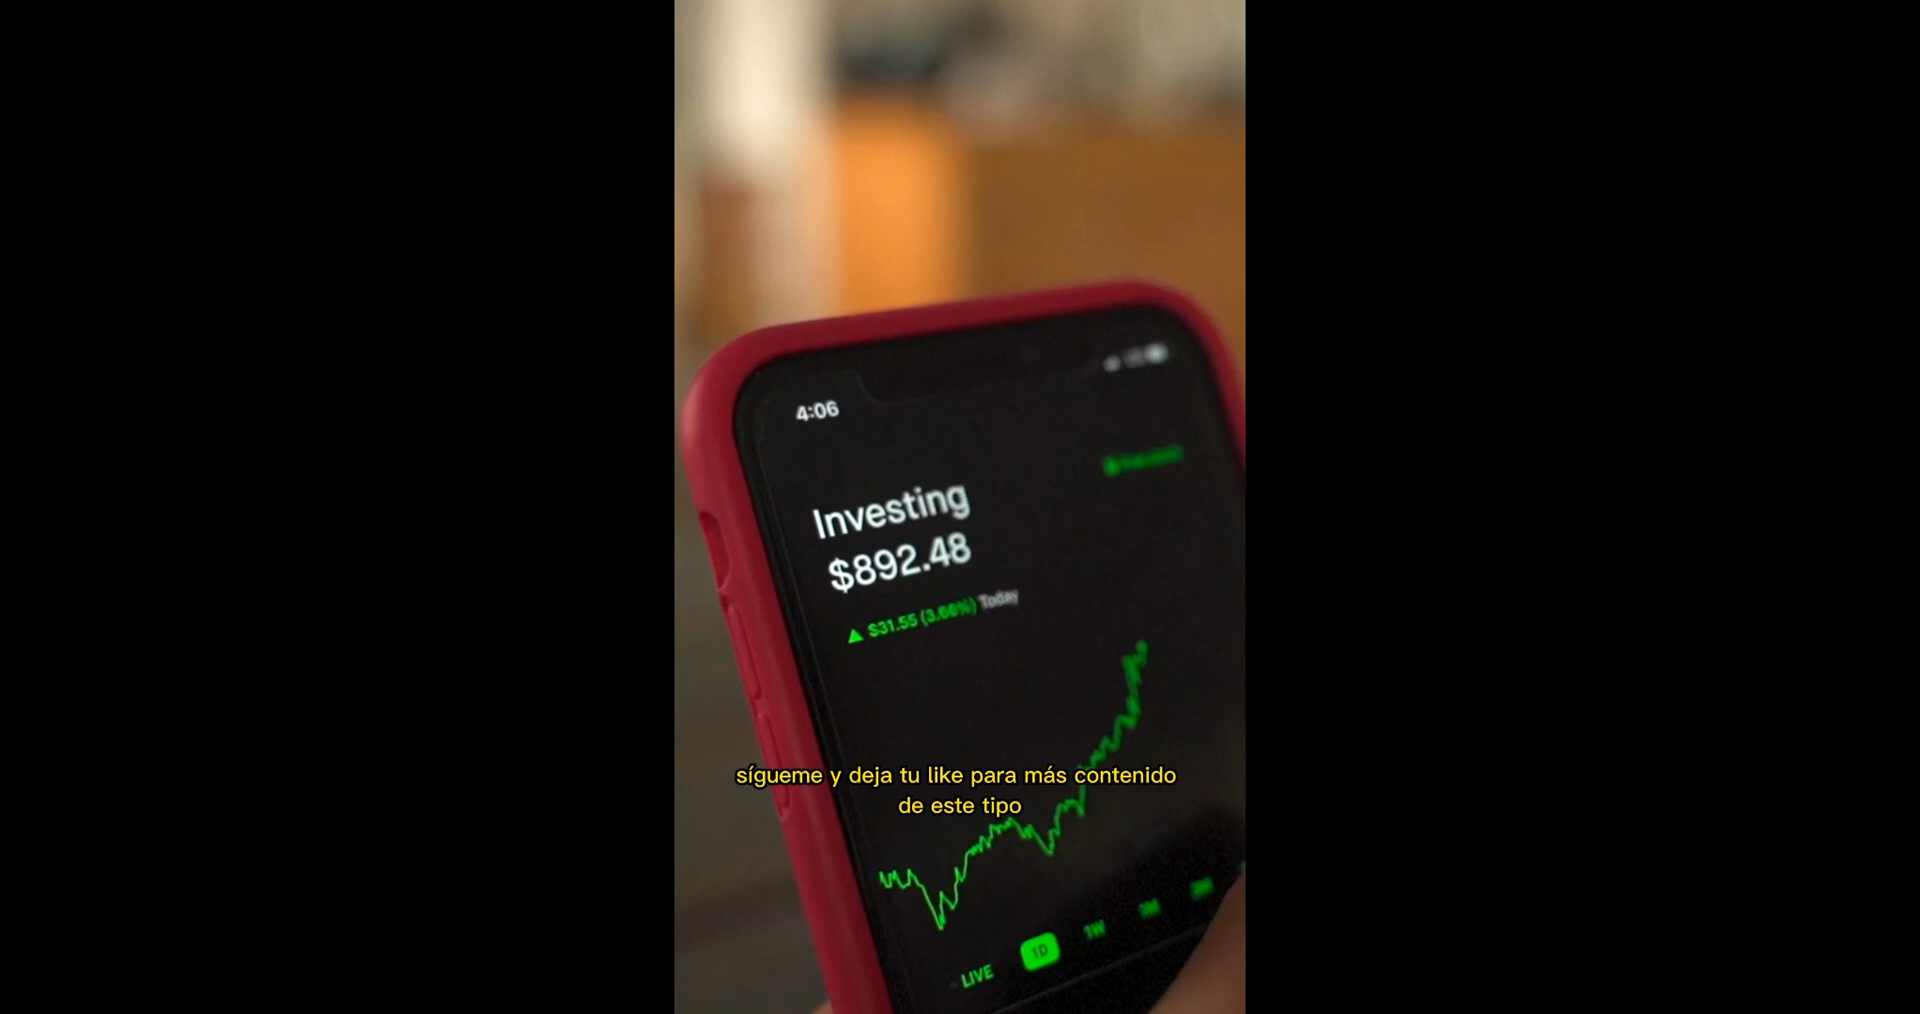 4:06
Investing
$892.48
▲ $31.55 (3.66%) Today
sígueme y deja tu like para más contenido
de este tipo
LIVE 1D 1W